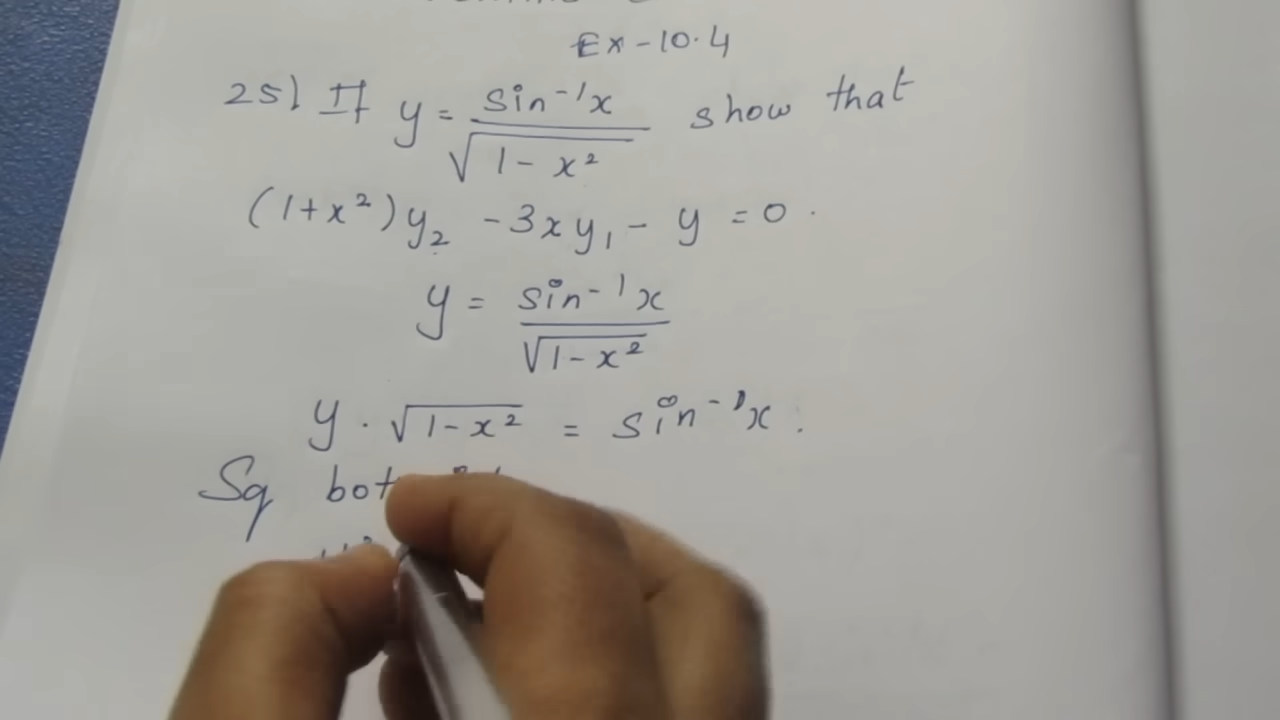 Ex-10.4
25) If y = sin⁻¹x / √(1-x²) show that
(1+x²)y₂ -3xy₁ - y = 0.
y = sin⁻¹x / √(1-x²)
y . √(1-x²) = sin⁻¹x.
Sq